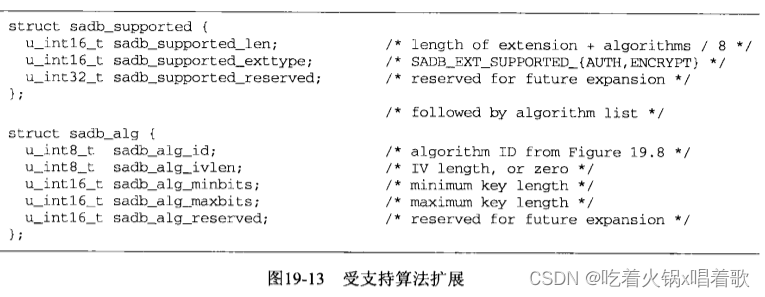 struct sadb_supported {
  u_int16_t sadb_supported_len;          /* length of extension + algorithms / 8 */
  u_int16_t sadb_supported_exttype;      /* SADB_EXT_SUPPORTED_{AUTH,ENCRYPT} */
  u_int32_t sadb_supported_reserved;     /* reserved for future expansion */
};
                                         /* followed by algorithm list */
struct sadb_alg {
  u_int8_t  sadb_alg_id;                 /* algorithm ID from Figure 19.8 */
  u_int8_t  sadb_alg_ivlen;              /* IV length, or zero */
  u_int16_t sadb_alg_minbits;            /* minimum key length */
  u_int16_t sadb_alg_maxbits;            /* maximum key length */
  u_int16_t sadb_alg_reserved;           /* reserved for future expansion */
};
图19-13 受支持算法扩展
CSDN @吃着火锅x唱着歌